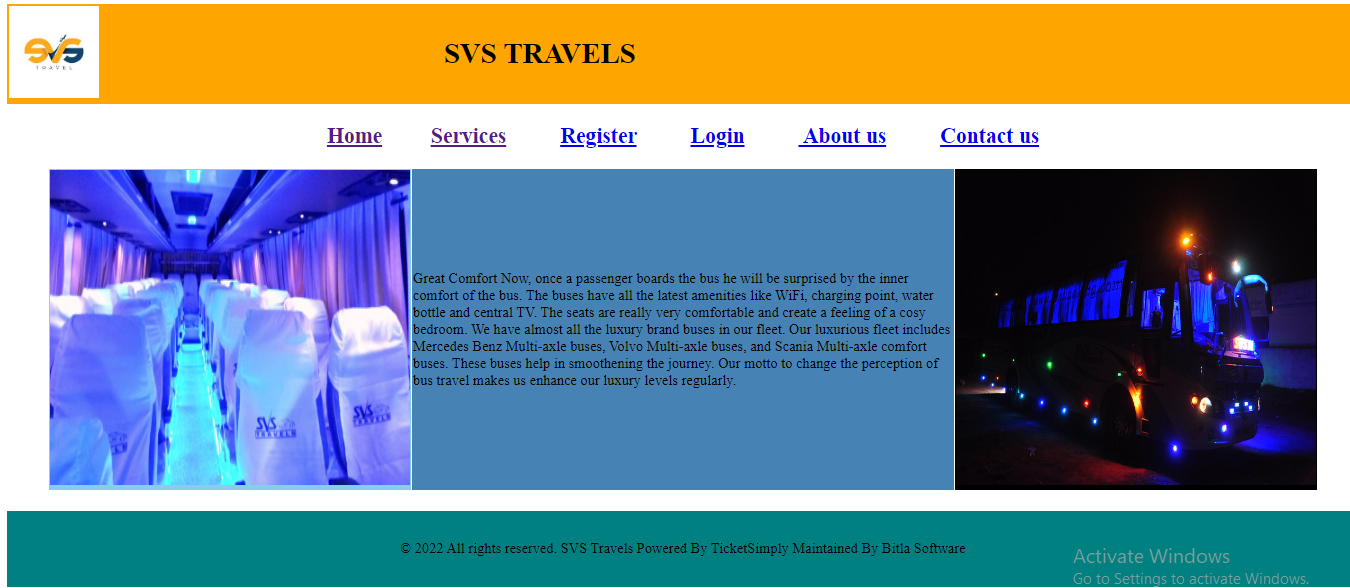 SVS
TRAVEL
SVS TRAVELS
Home Services Register Login About us Contact us
Great Comfort Now, once a passenger boards the bus he will be surprised by the inner
comfort of the bus. The buses have all the latest amenities like WiFi, charging point, water
bottle and central TV. The seats are really very comfortable and create a feeling of a cosy
bedroom. We have almost all the luxury brand buses in our fleet. Our luxurious fleet includes
Mercedes Benz Multi-axle buses, Volvo Multi-axle buses, and Scania Multi-axle comfort
buses. These buses help in smoothening the journey. Our motto to change the perception of
bus travel makes us enhance our luxury levels regularly.
SVS
TRAVELS
SVS
TRAVELS
© 2022 All rights reserved. SVS Travels Powered By TicketSimply Maintained By Bitla Software
Activate Windows
Go to Settings to activate Windows.